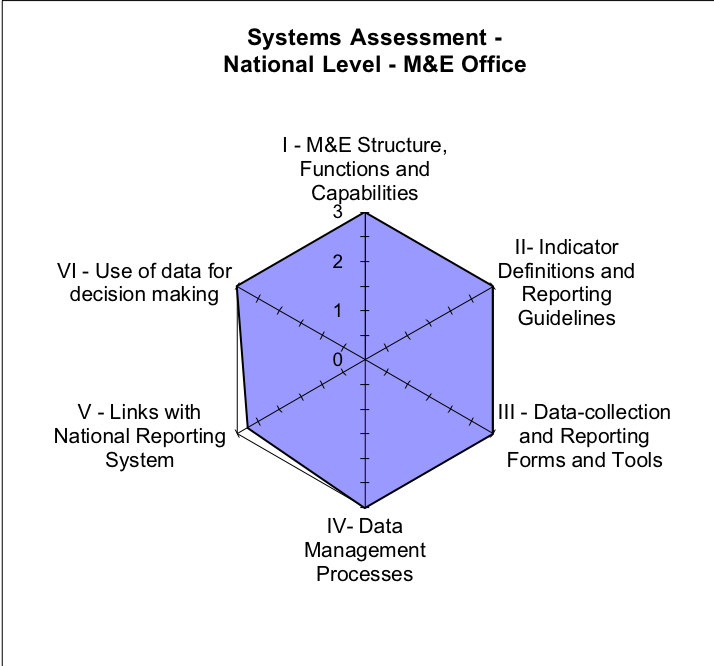 Systems Assessment -
National Level - M&E Office
I - M&E Structure,
Functions and
Capabilities
3
II- Indicator
Definitions and
Reporting
Guidelines
VI - Use of data for
decision making
2
1
0
V - Links with
National Reporting
System
III - Data-collection
and Reporting
Forms and Tools
IV- Data
Management
Processes